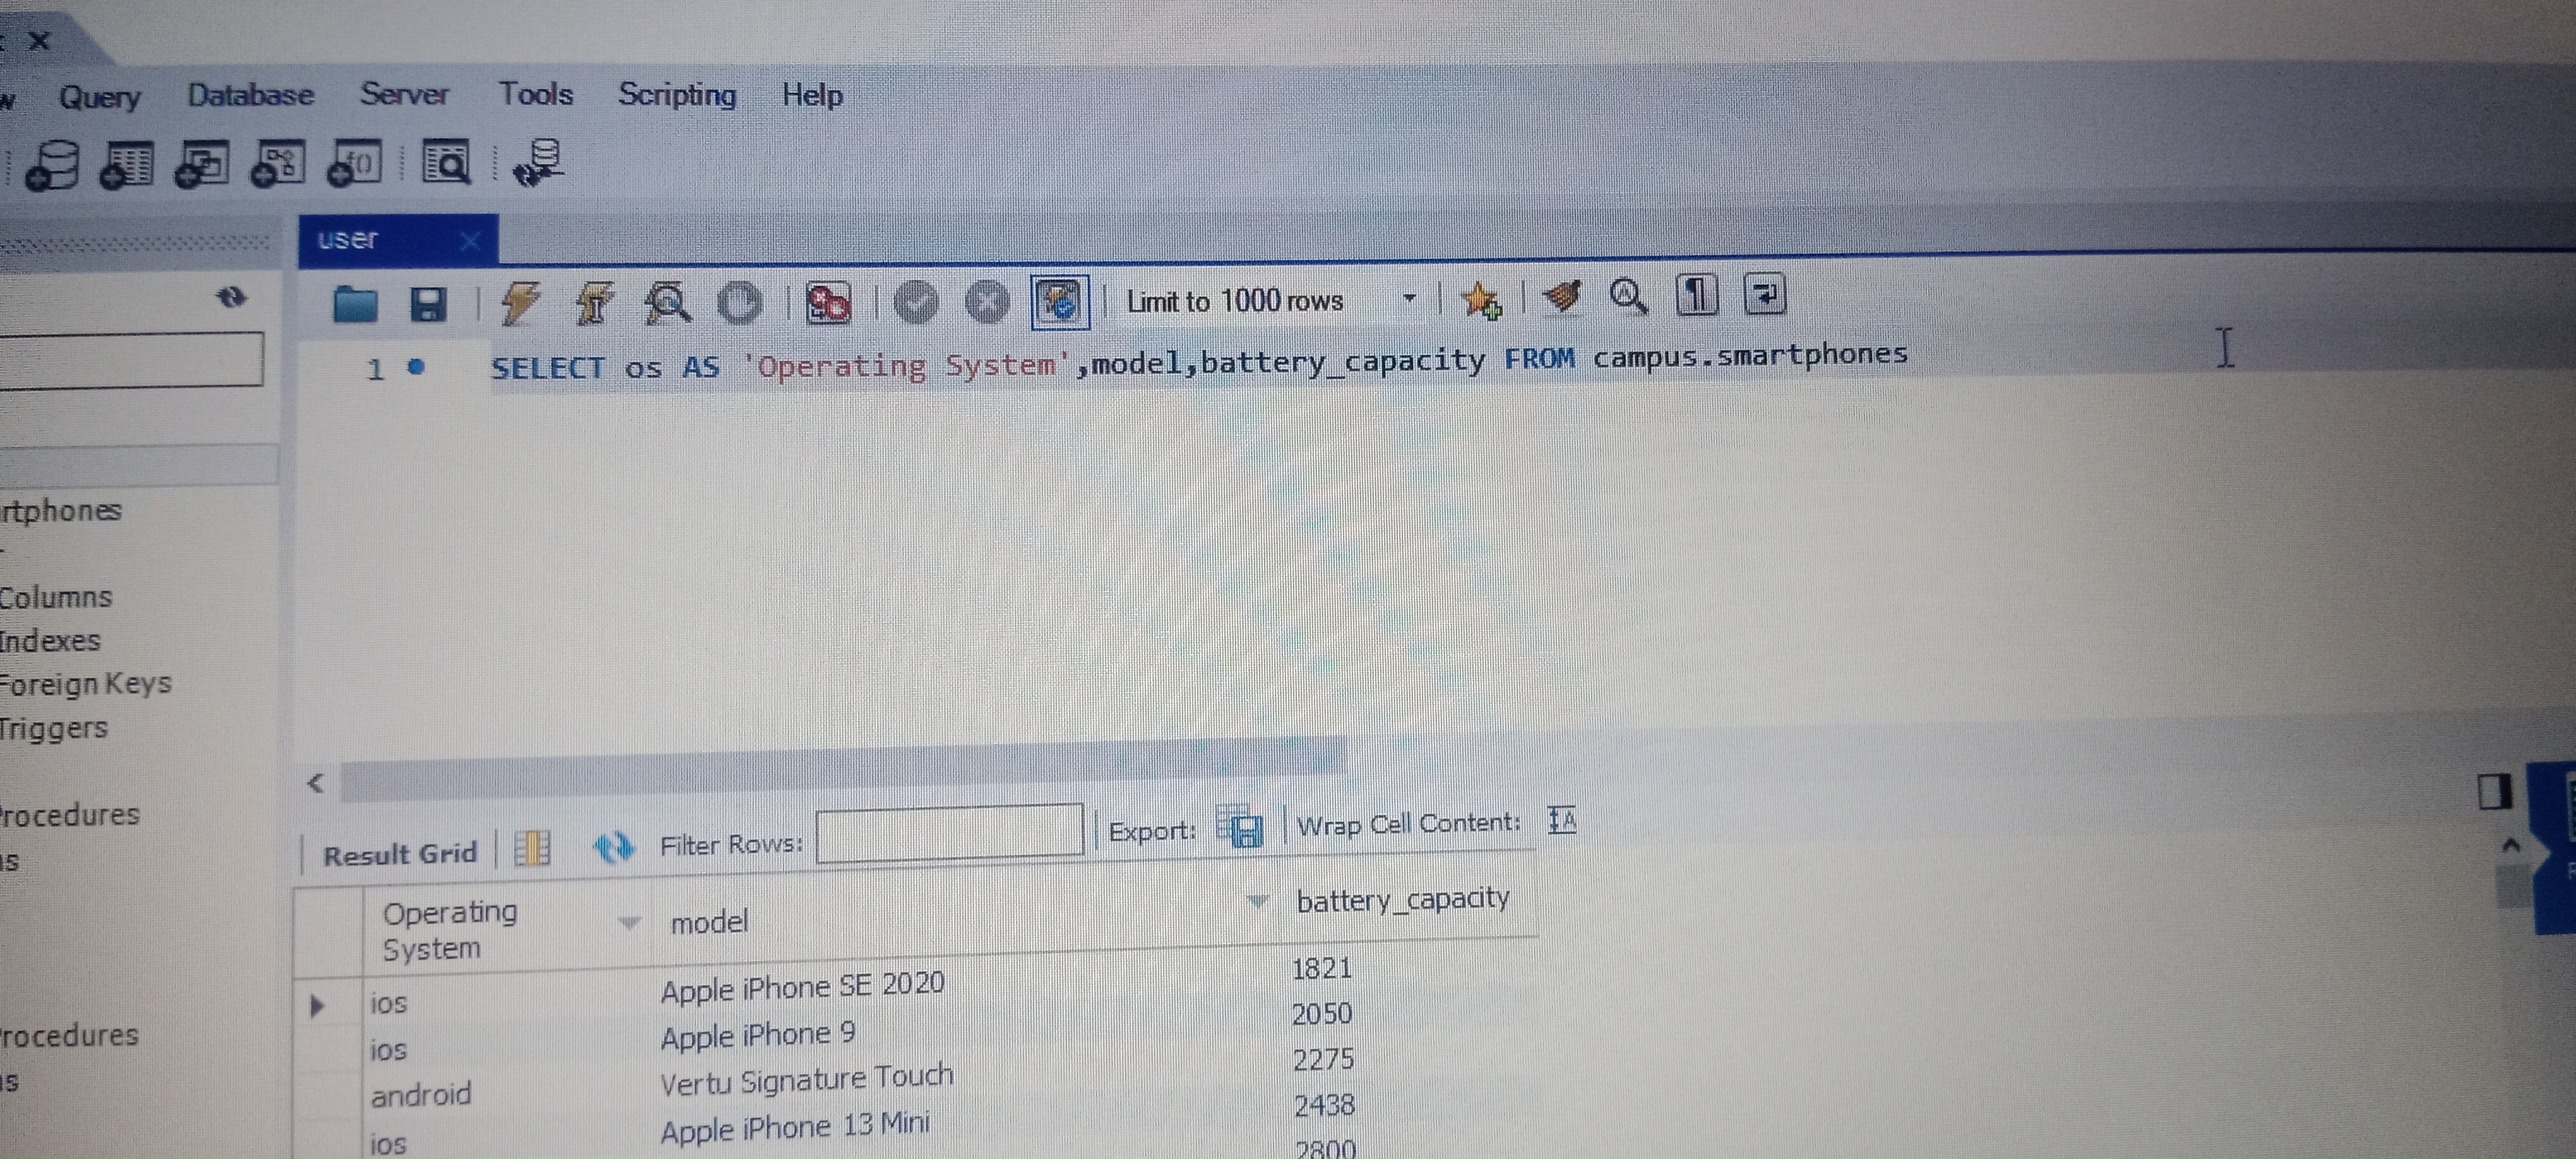 Query Database Server Tools Scripting Help
user
Limit to 1000 rows
1 SELECT os AS 'Operating System',model,battery_capacity FROM campus.smartphones
rtphones
Columns
Indexes
Foreign Keys
Triggers
rocedures
rocedures
Result Grid Filter Rows: Export: Wrap Cell Content: IA
Operating System model battery_capacity
ios Apple iPhone SE 2020 1821
ios Apple iPhone 9 2050
android Vertu Signature Touch 2275
ios Apple iPhone 13 Mini 2438
2800